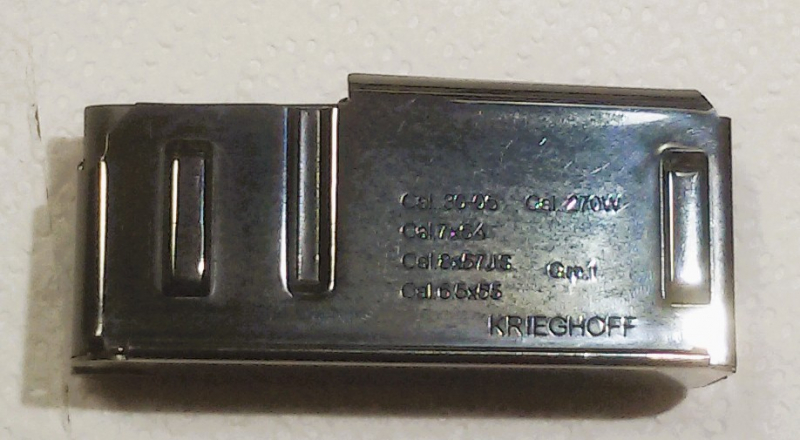 Cal.30-06 Cal.270W
Cal.7x64
Cal.8x57JS Gr.1
Cal.6,5x55
KRIEGHOFF